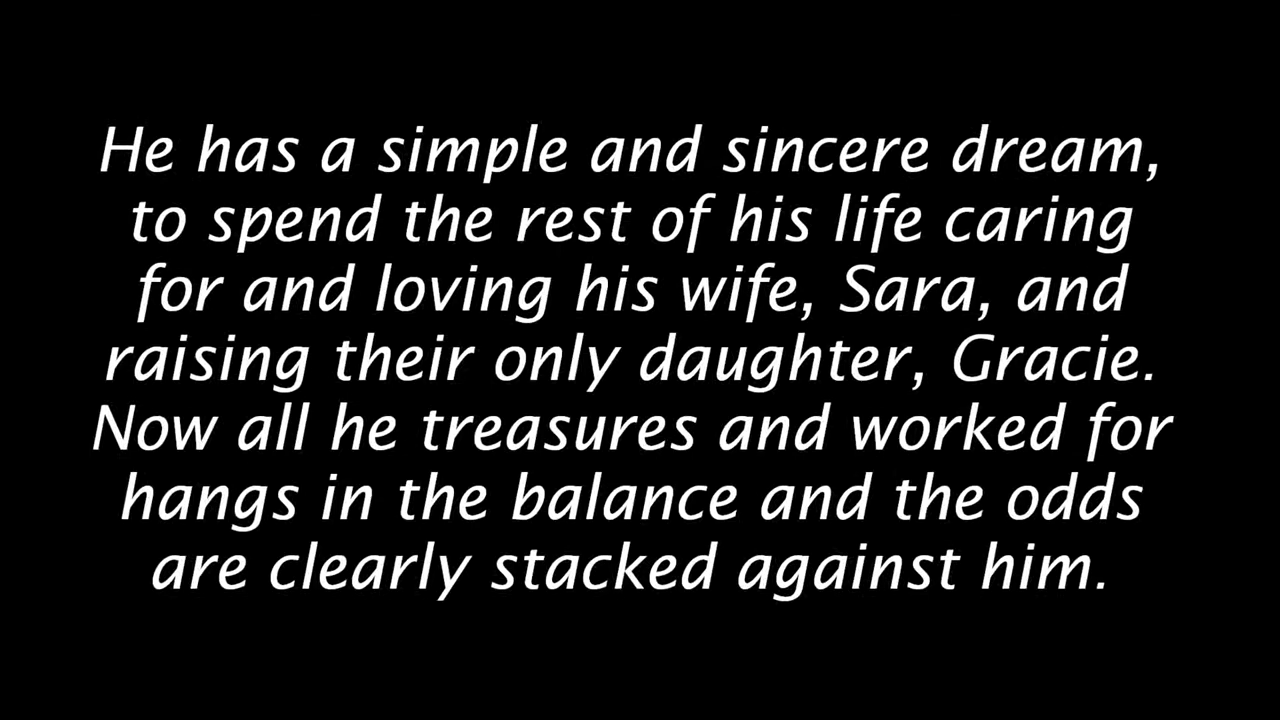 He has a simple and sincere dream,
to spend the rest of his life caring
for and loving his wife, Sara, and
raising their only daughter, Gracie.
Now all he treasures and worked for
hangs in the balance and the odds
are clearly stacked against him.